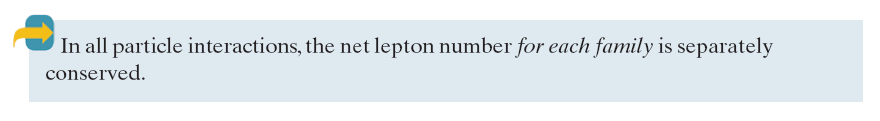 In all particle interactions, the net lepton number for each family is separately
conserved.